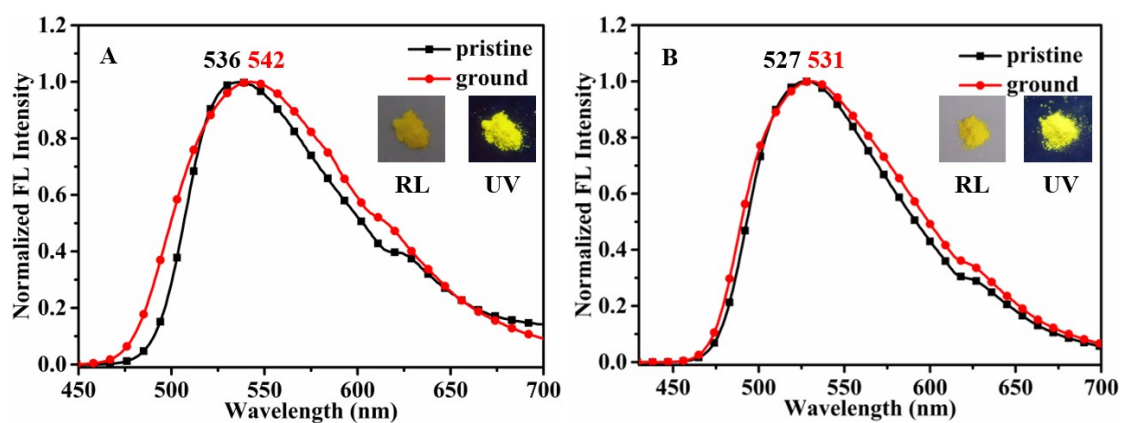 A
536 542
pristine
ground
RL UV
Normalized FL Intensity
1.2
1.0
0.8
0.6
0.4
0.2
0.0
450 500 550 600 650 700
Wavelength (nm)
B
527 531
pristine
ground
RL UV
Normalized FL Intensity
1.2
1.0
0.8
0.6
0.4
0.2
0.0
450 500 550 600 650 700
Wavelength (nm)